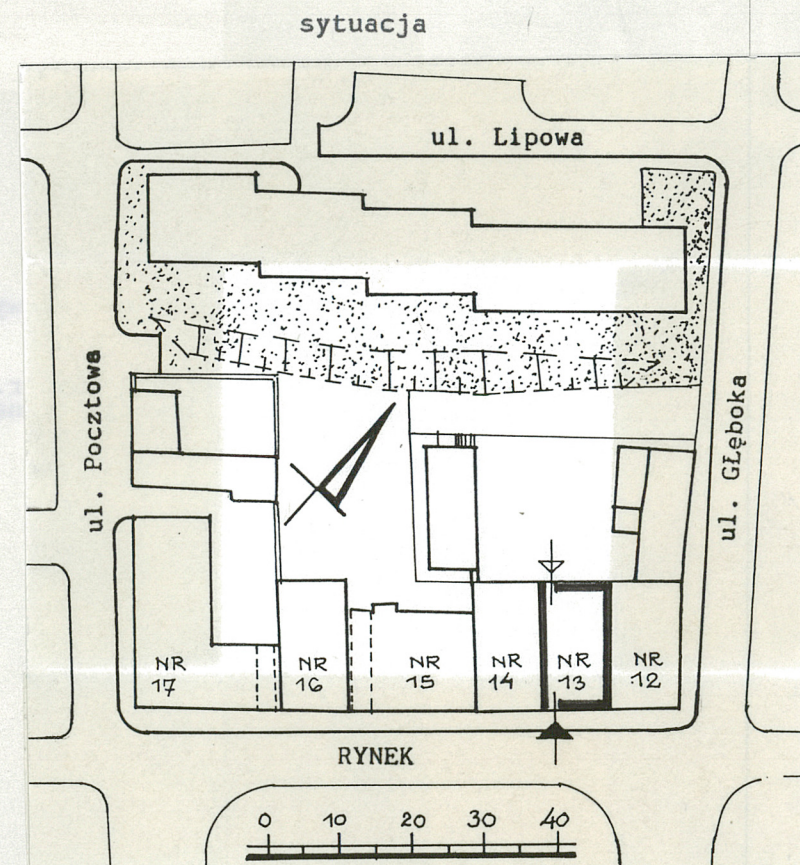 sytuacja
ul. Lipowa
ul. Pocztowa
ul. GŁęboka
NR 17
NR 16
NR 15
NR 14
NR 13
NR 12
RYNEK
0 10 20 30 40